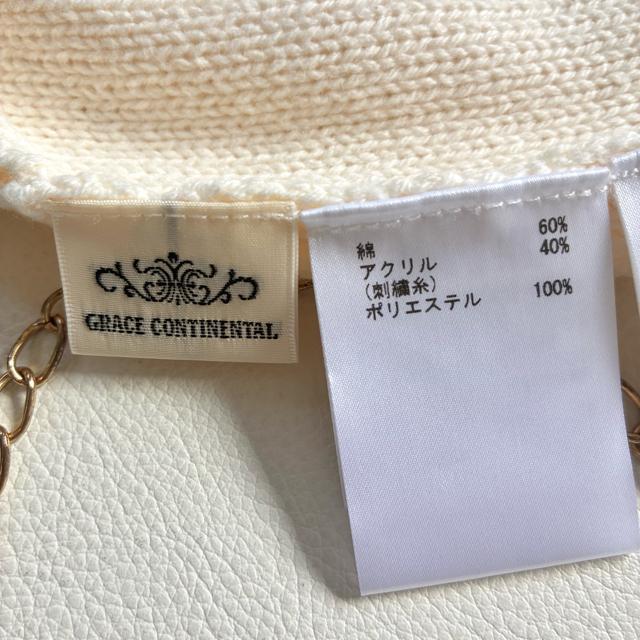 GRACE CONTINENTAL
綿 60%
アクリル 40%
(刺繍糸)
ポリエステル 100%